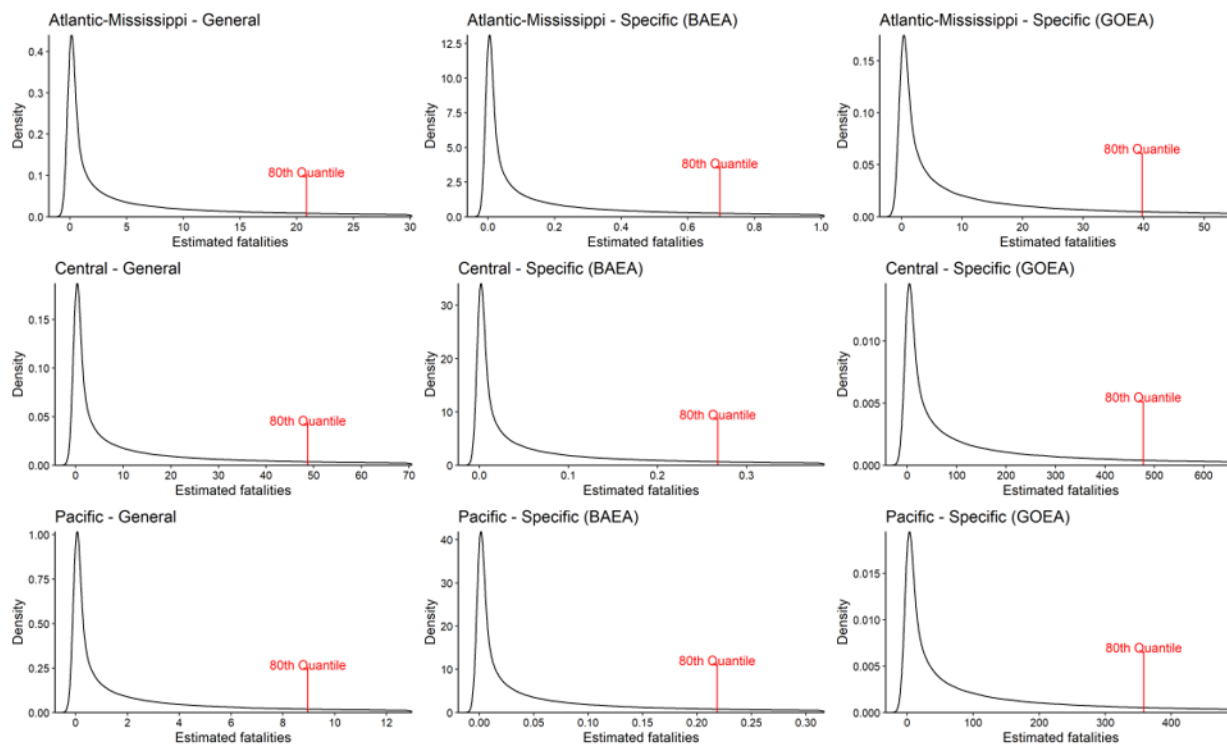 Atlantic-Mississippi - General
0.4
0.3
0.2
0.1
0.0
Density
80th Quantile
0
5
10
15
20
25
30
Estimated fatalities
Atlantic-Mississippi - Specific (BAEA)
12.5
10.0
7.5
5.0
2.5
0.0
Density
80th Quantile
0.0
0.2
0.4
0.6
0.8
1.0
Estimated fatalities
Atlantic-Mississippi - Specific (GOEA)
0.15
0.10
0.05
0.00
Density
80th Quantile
0
10
20
30
40
50
Estimated fatalities
Central - General
0.15
0.10
0.05
0.00
Density
80th Quantile
0
10
20
30
40
50
60
70
Estimated fatalities
Central - Specific (BAEA)
30
20
10
0
Density
80th Quantile
0.0
0.1
0.2
0.3
Estimated fatalities
Central - Specific (GOEA)
0.010
0.005
0.000
Density
80th Quantile
0
100
200
300
400
500
600
Estimated fatalities
Pacific - General
1.00
0.75
0.50
0.25
0.00
Density
80th Quantile
0
2
4
6
8
10
12
Estimated fatalities
Pacific - Specific (BAEA)
40
30
20
10
0
Density
80th Quantile
0.00
0.05
0.10
0.15
0.20
0.25
0.30
Estimated fatalities
Pacific - Specific (GOEA)
0.015
0.010
0.005
0.000
Density
80th Quantile
0
100
200
300
400
Estimated fatalities